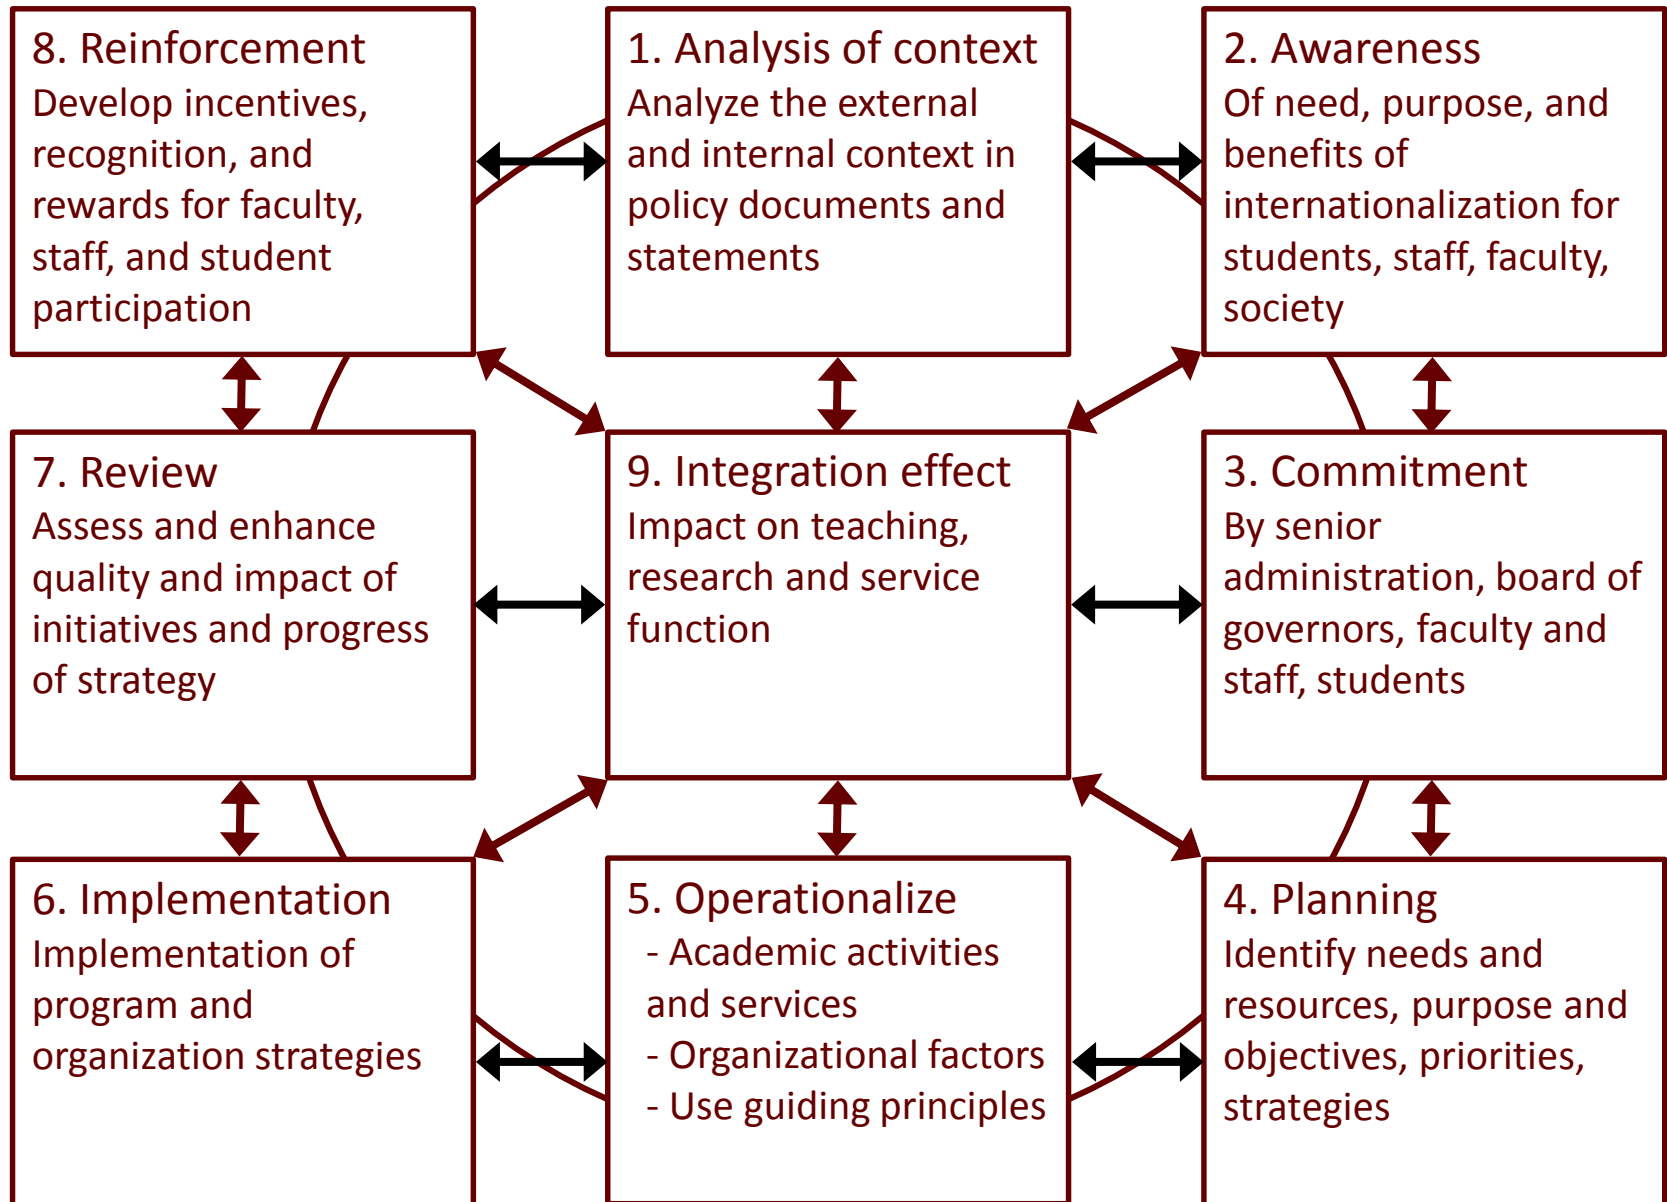 8. Reinforcement
Develop incentives,
recognition, and
rewards for faculty,
staff, and student
participation
1. Analysis of context
Analyze the external
and internal context in
policy documents and
statements
2. Awareness
Of need, purpose, and
benefits of
internationalization for
students, staff, faculty,
society
7. Review
Assess and enhance
quality and impact of
initiatives and progress
of strategy
9. Integration effect
Impact on teaching,
research and service
function
3. Commitment
By senior
administration, board of
governors, faculty and
staff, students
6. Implementation
Implementation of
program and
organization strategies
5. Operationalize
- Academic activities
and services
- Organizational factors
- Use guiding principles
4. Planning
Identify needs and
resources, purpose and
objectives, priorities,
strategies